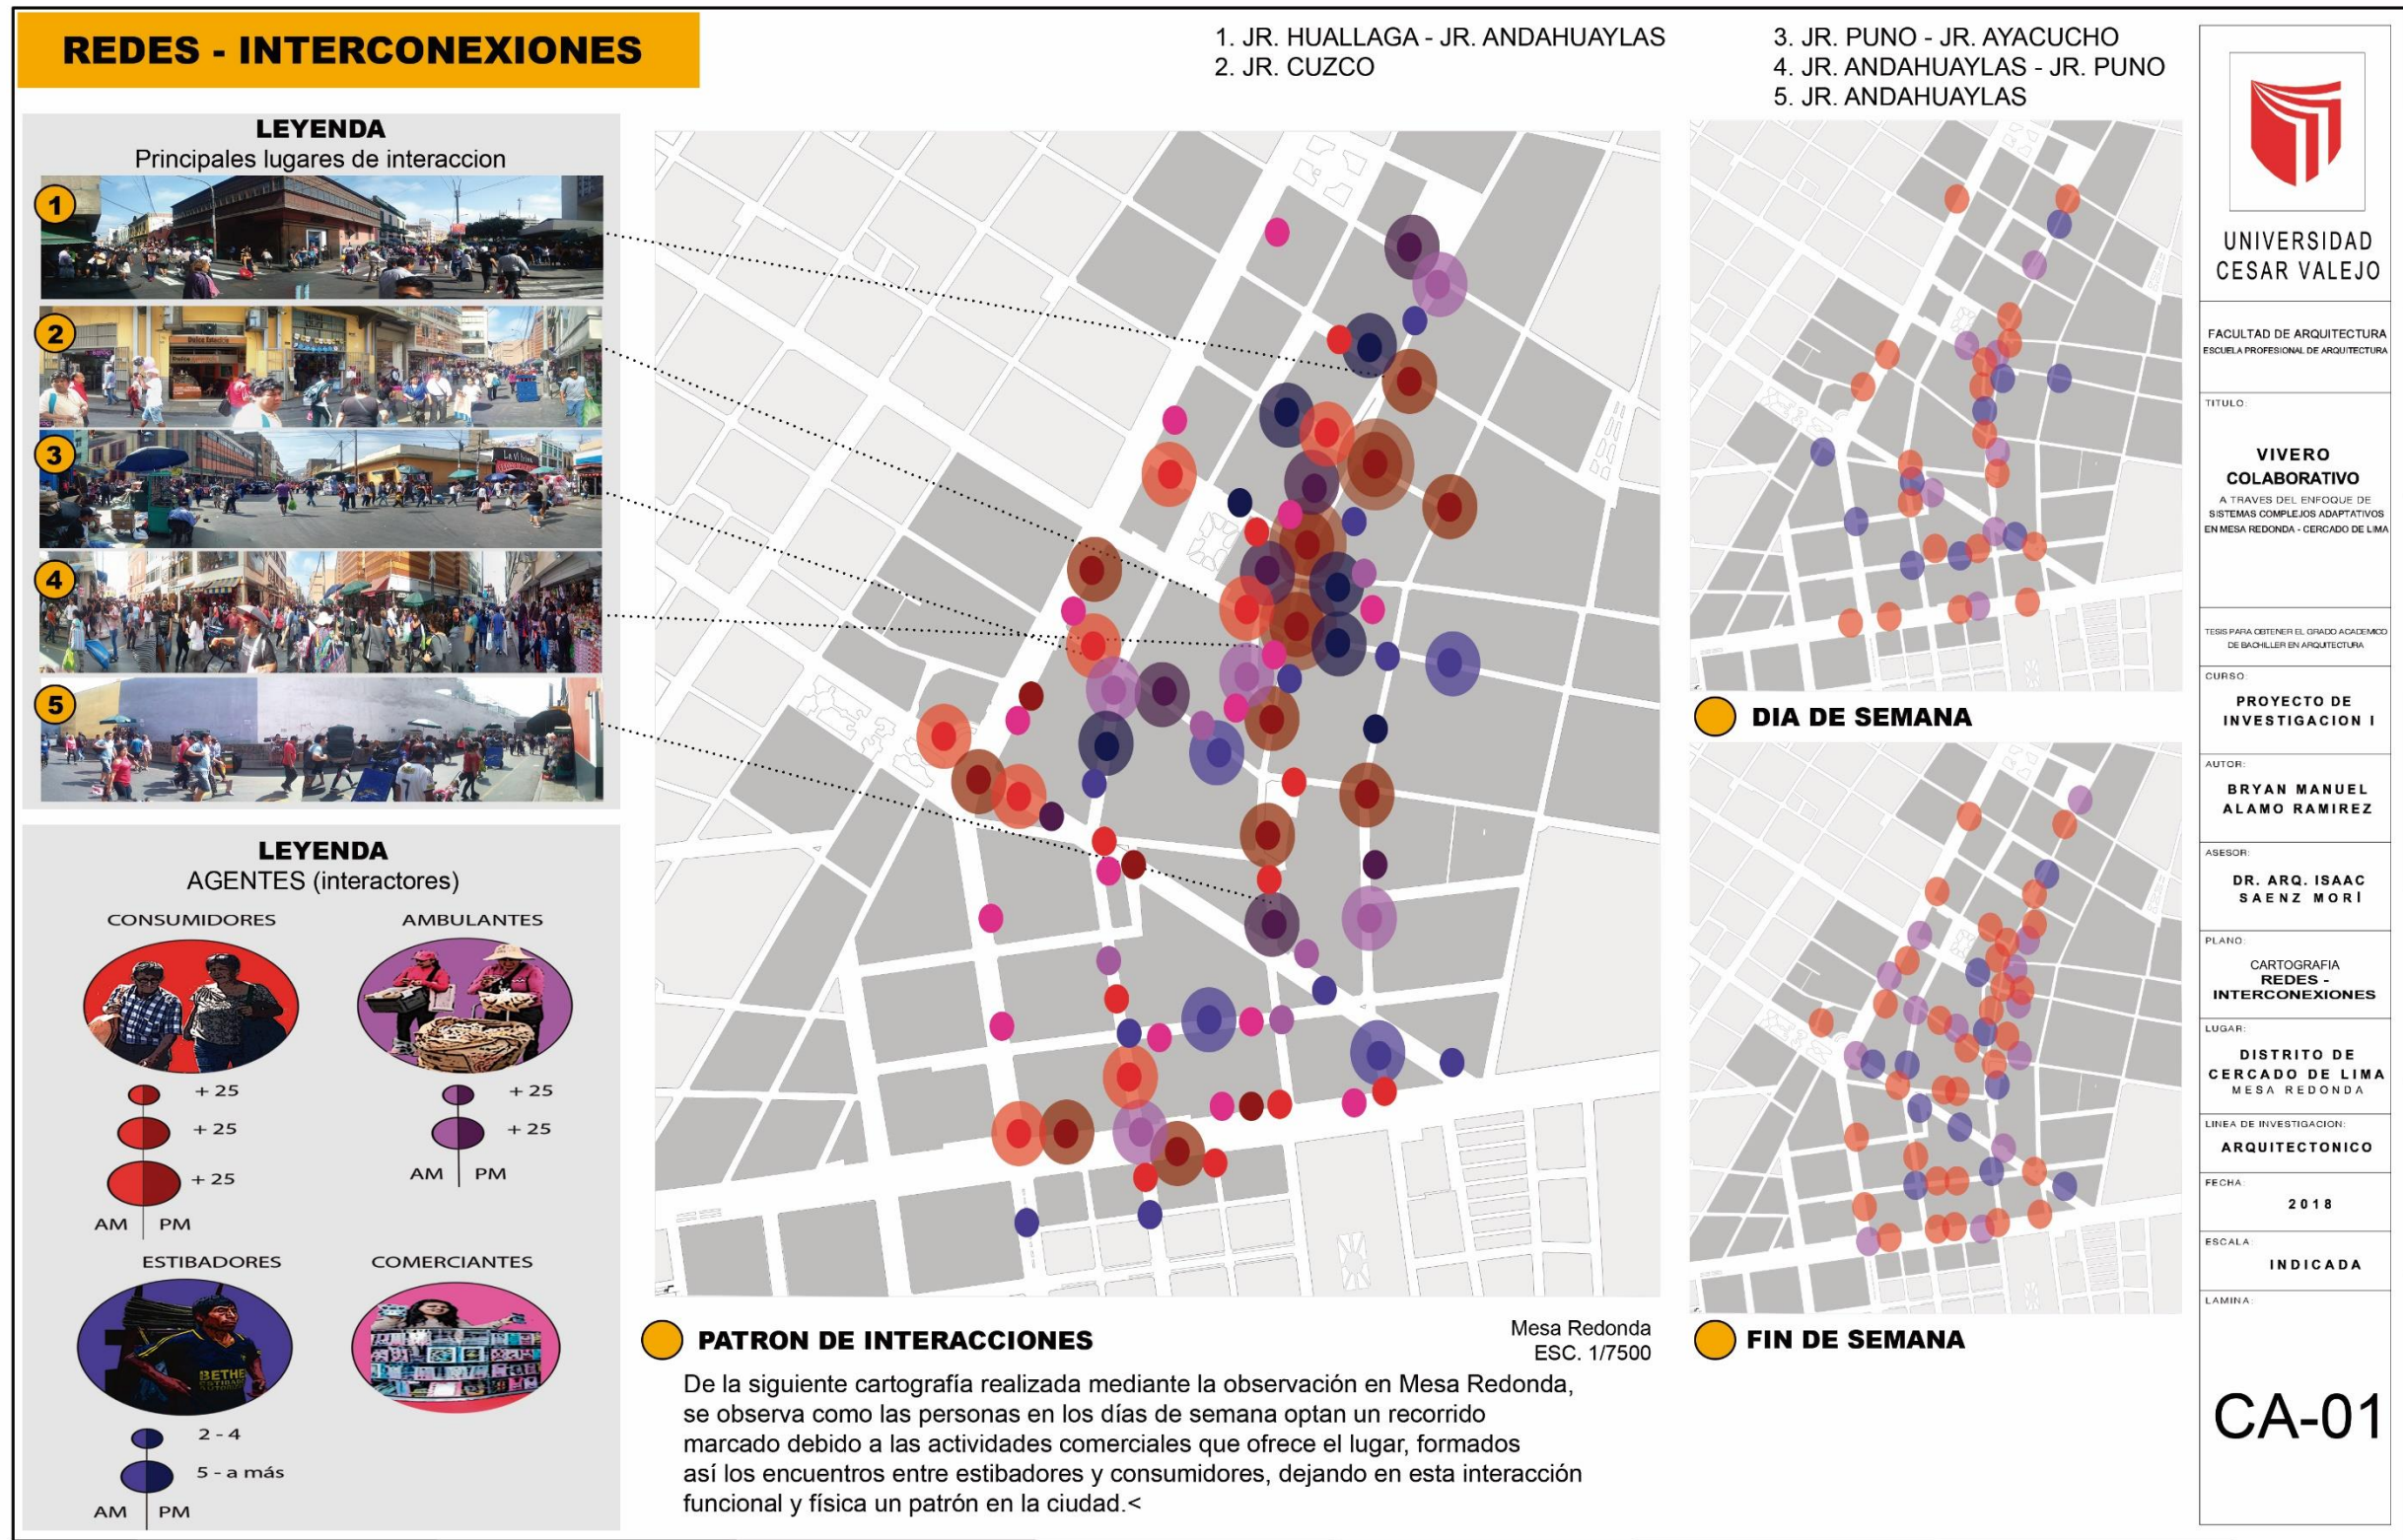 REDES - INTERCONEXIONES
1. JR. HUALLAGA - JR. ANDAHUAYLAS
2. JR. CUZCO
3. JR. PUNO - JR. AYACUCHO
4. JR. ANDAHUAYLAS - JR. PUNO
5. JR. ANDAHUAYLAS
LEYENDA
Principales lugares de interaccion
1
2
3
4
5
LEYENDA
AGENTES (interactores)
CONSUMIDORES
+ 25
+ 25
+ 25
AM
PM
AMBULANTES
+ 25
+ 25
AM
PM
ESTIBADORES
BETHE
2 - 4
5 - a más
AM
PM
COMERCIANTES
PATRON DE INTERACCIONES
Mesa Redonda
ESC. 1/7500
De la siguiente cartografía realizada mediante la observación en Mesa Redonda,
se observa como las personas en los días de semana optan un recorrido
marcado debido a las actividades comerciales que ofrece el lugar, formados
así los encuentros entre estibadores y consumidores, dejando en esta interacción
funcional y física un patrón en la ciudad.<
DIA DE SEMANA
FIN DE SEMANA
UNIVERSIDAD
CESAR VALEJO
FACULTAD DE ARQUITECTURA
ESCUELA PROFESIONAL DE ARQUITECTURA
TITULO:
VIVERO
COLABORATIVO
A TRAVES DEL ENFOQUE DE
SISTEMAS COMPLEJOS ADAPTATIVOS
EN MESA REDONDA - CERCADO DE LIMA
TESIS PARA OBTENER EL GRADO ACADEMICO
DE BACHILLER EN ARQUITECTURA
CURSO:
PROYECTO DE
INVESTIGACION I
AUTOR:
BRYAN MANUEL
ALAMO RAMIREZ
ASESOR:
DR. ARQ. ISAAC
SAENZ MORÍ
PLANO:
CARTOGRAFIA
REDES -
INTERCONEXIONES
LUGAR:
DISTRITO DE
CERCADO DE LIMA
MESA REDONDA
LINEA DE INVESTIGACION:
ARQUITECTONICO
FECHA:
2018
ESCALA:
INDICADA
LAMINA:
CA-01